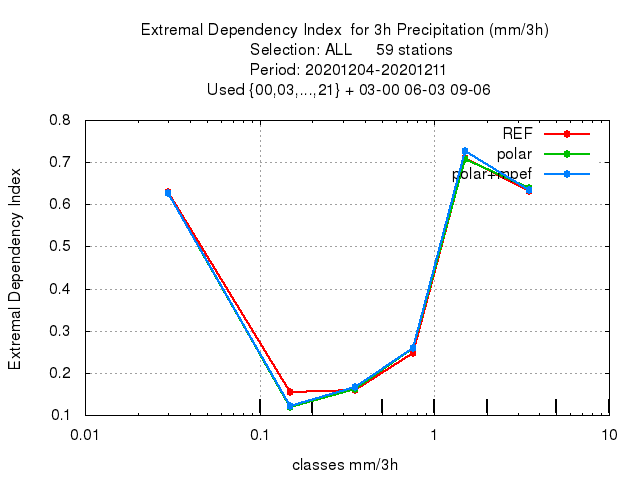 Extremal Dependency Index  for 3h Precipitation (mm/3h)
Selection: ALL     59 stations
Period: 20201204-20201211
Used {00,03,...,21} + 03-00 06-03 09-06
Extremal Dependency Index
0.8
0.7
0.6
0.5
0.4
0.3
0.2
0.1
REF
polar
polar+mpef
0.01
0.1
1
10
classes mm/3h